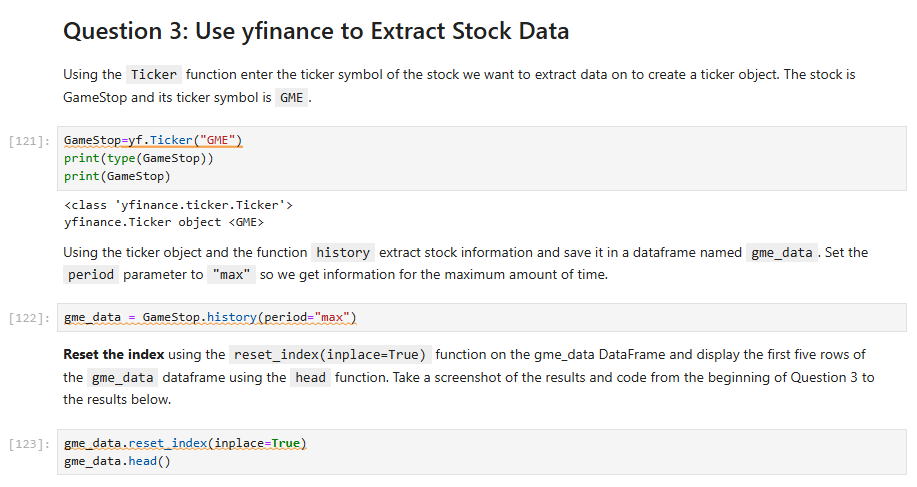 Question 3: Use yfinance to Extract Stock Data
Using the Ticker function enter the ticker symbol of the stock we want to extract data on to create a ticker object. The stock is
GameStop and its ticker symbol is GME .
[121]: GameStop=yf.Ticker("GME")
print(type(GameStop))
print(GameStop)
<class 'yfinance.ticker.Ticker'>
yfinance.Ticker object <GME>
Using the ticker object and the function history extract stock information and save it in a dataframe named gme_data . Set the
period parameter to "max" so we get information for the maximum amount of time.
[122]: gme_data = GameStop.history(period="max")
Reset the index using the reset_index(inplace=True) function on the gme_data DataFrame and display the first five rows of
the gme_data dataframe using the head function. Take a screenshot of the results and code from the beginning of Question 3 to
the results below.
[123]: gme_data.reset_index(inplace=True)
gme_data.head()